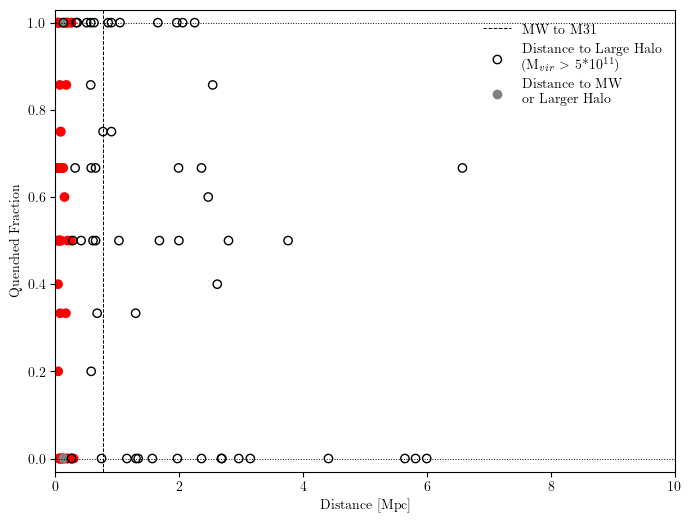 1.0
0.8
0.6
0.4
0.2
0.0
Quenched Fraction
0 2 4 6 8 10
Distance [Mpc]
MW to M31
Distance to Large Halo
(M_{vir} > 5*10^{11})
Distance to MW
or Larger Halo